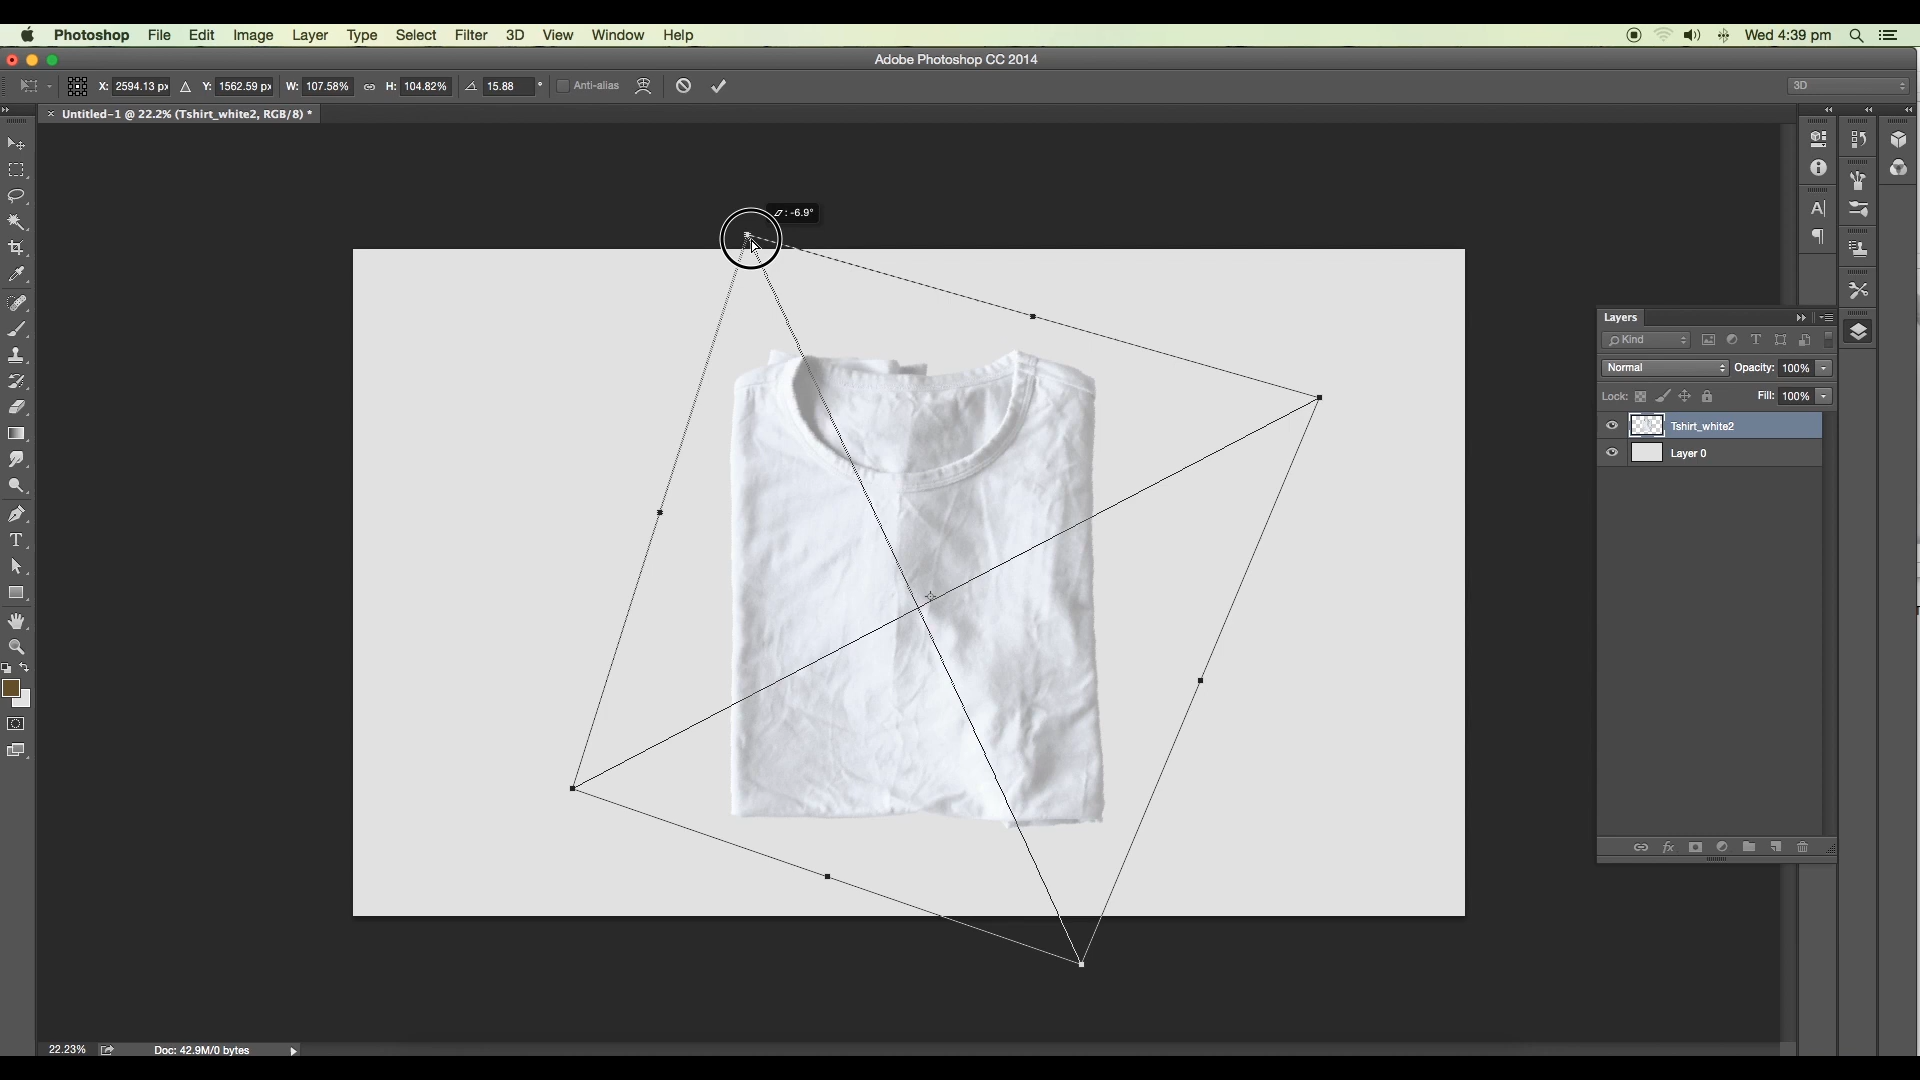 Photoshop File Edit Image Layer Type Select Filter 3D View Window Help Wed 4:39 pm
Adobe Photoshop CC 2014
X: 2594.13 px Y: 1562.59 px W: 107.58% H: 104.82% 15.88 ° Anti-alias 3D
× Untitled-1 @ 22.2% (Tshirt_white2, RGB/8) *
: -6.9°
Layers
Kind
Normal Opacity: 100%
Lock: Fill: 100%
Tshirt_white2
Layer 0
22.23% Doc: 42.9M/0 bytes